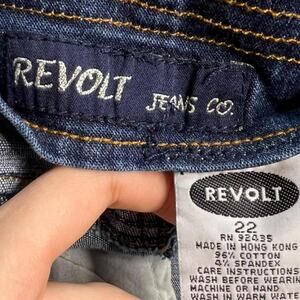 REVOLT JEANS CO.
REVOLT
22
RN 92435
MADE IN HONG KONG
96% COTTON
4% SPANDEX
CARE INSTRUCTIONS
WASH BEFORE WEARIN
MACHINE OR HAND
WASH IN WARM WATE